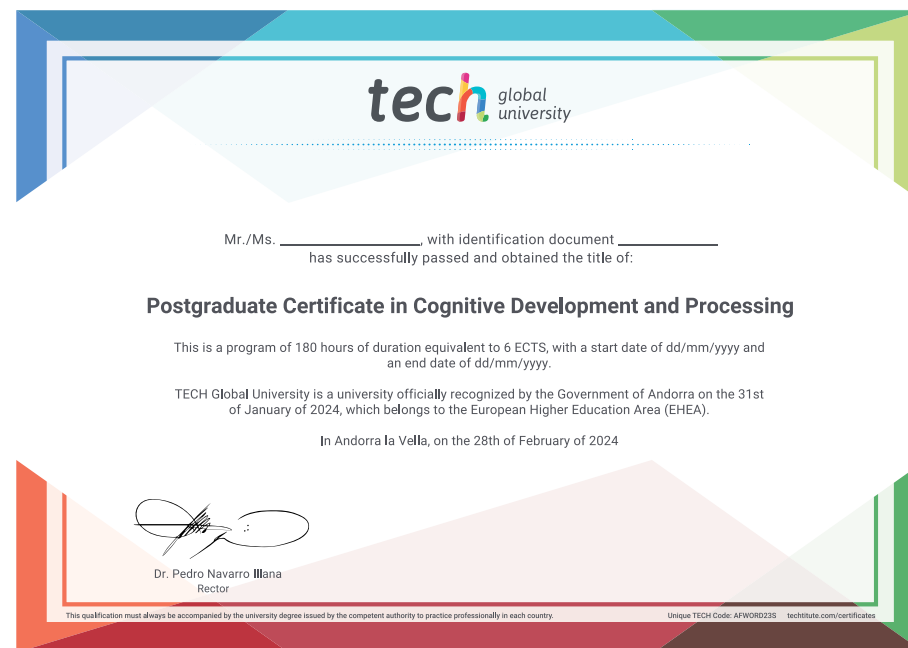 tech global
university
Mr./Ms. ____________, with identification document ____________
has successfully passed and obtained the title of:
Postgraduate Certificate in Cognitive Development and Processing
This is a program of 180 hours of duration equivalent to 6 ECTS, with a start date of dd/mm/yyyy and
an end date of dd/mm/yyyy.
TECH Global University is a university officially recognized by the Government of Andorra on the 31st
of January of 2024, which belongs to the European Higher Education Area (EHEA).
In Andorra la Vella, on the 28th of February of 2024
Dr. Pedro Navarro Illana
Rector
This qualification must always be accompanied by the university degree issued by the competent authority to practice professionally in each country. Unique TECH Code: AFWORD23S techtitute.com/certificates